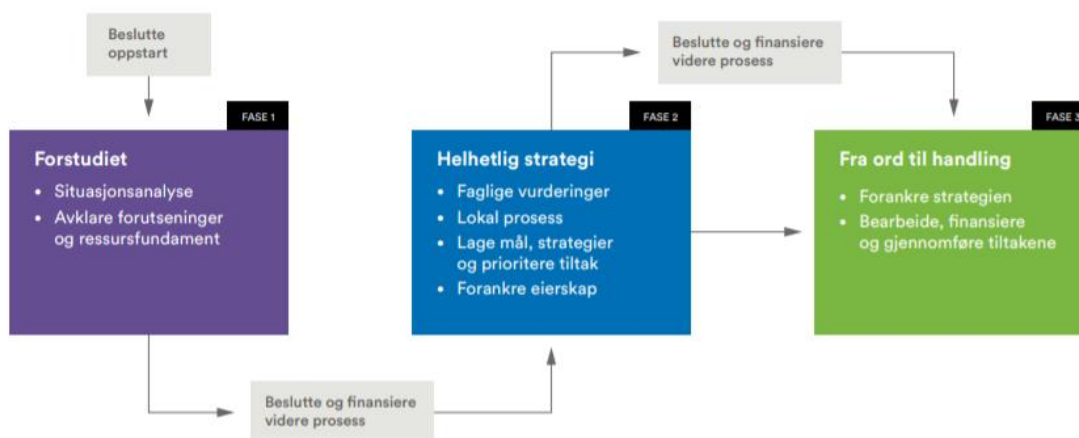 Beslutte
oppstart
FASE 1
Forstudiet
• Situasjonsanalyse
• Avklare forutseninger
og ressursfundament
Beslutte og finansiere
videre prosess
FASE 2
Helhetlig strategi
• Faglige vurderinger
• Lokal prosess
• Lage mål, strategier
og prioritere tiltak
• Forankre eierskap
Beslutte og finansiere
videre prosess
FASE 3
Fra ord til handling
• Forankre strategien
• Bearbeide, finansiere
og gjennomføre tiltakene